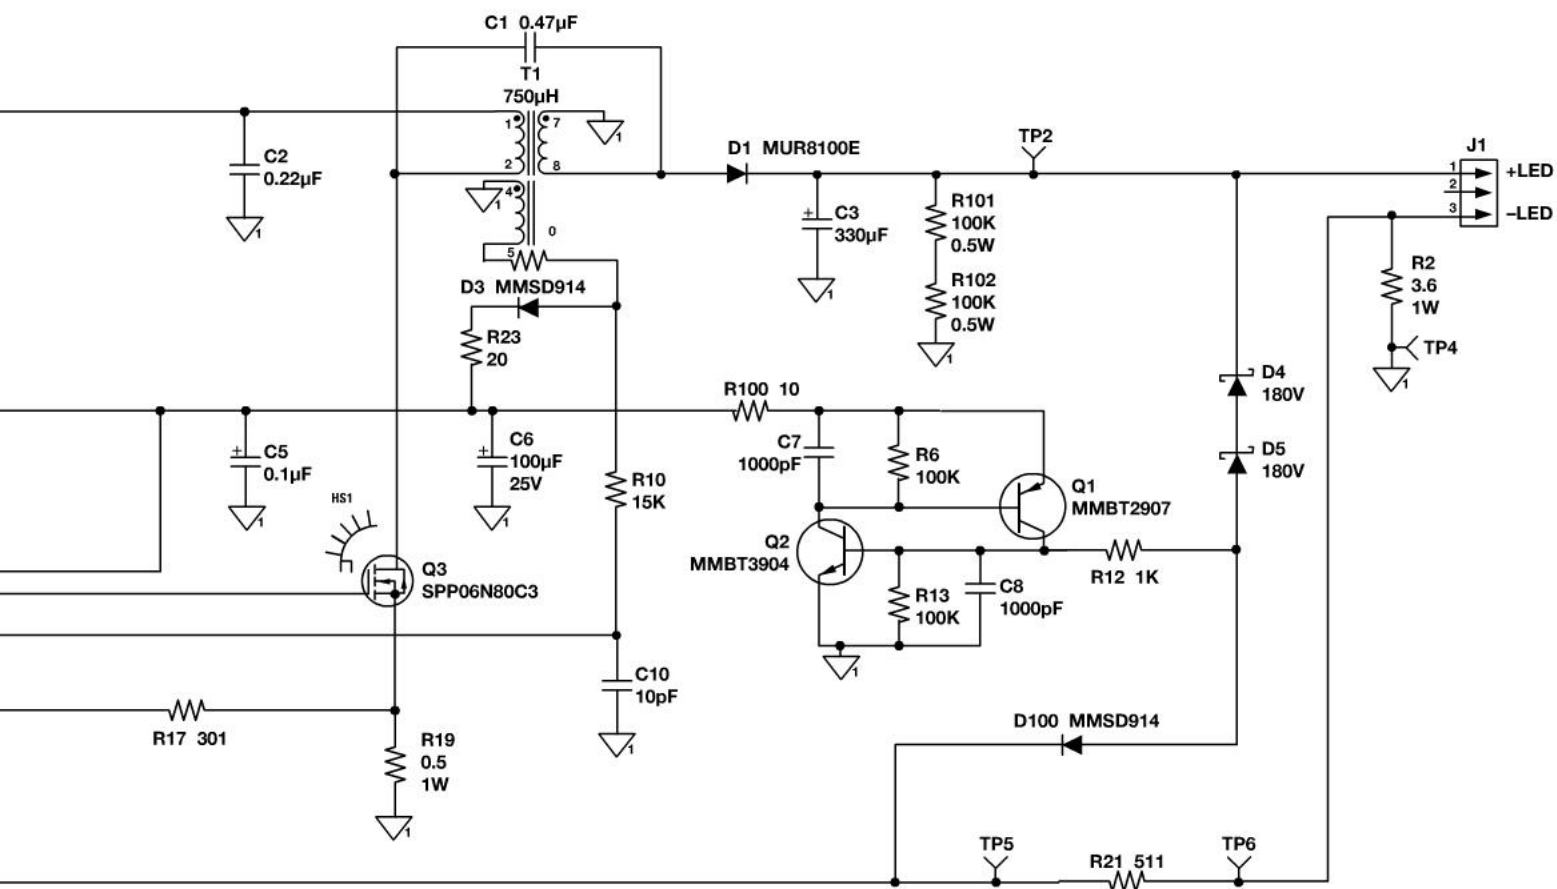 C1 0.47µF
T1
750µH
1
7
1
2
8
C2
0.22µF
1
4
1
0
5
D1 MUR8100E
TP2
J1
1
+LED
2
3
–LED
C3
330µF
1
R101
100K
0.5W
R102
100K
0.5W
1
R2
3.6
1W
TP4
1
D3 MMSD914
R23
20
D4
180V
D5
180V
R100 10
C5
0.1µF
1
C6
100µF
25V
1
R10
15K
C7
1000pF
R6
100K
Q1
MMBT2907
HS1
Q3
SPP06N80C3
Q2
MMBT3904
R12 1K
R13
100K
C8
1000pF
1
C10
10pF
1
R17 301
R19
0.5
1W
1
D100 MMSD914
TP5
R21 511
TP6